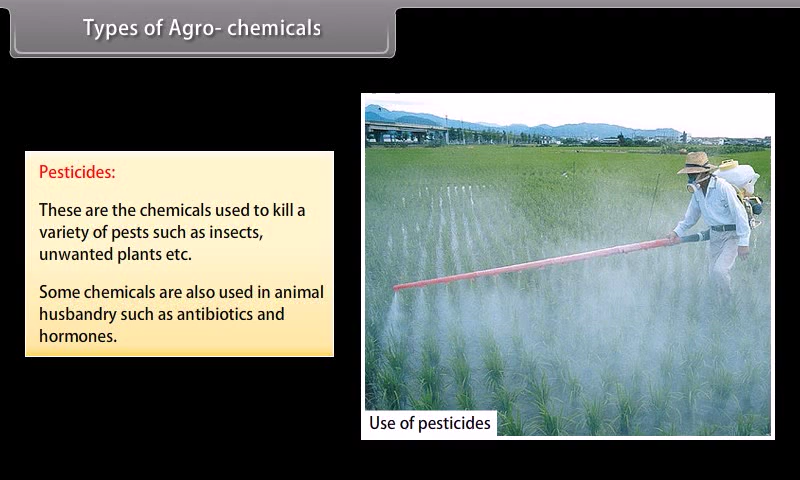 Types of Agro- chemicals
Pesticides:
These are the chemicals used to kill a
variety of pests such as insects,
unwanted plants etc.
Some chemicals are also used in animal
husbandry such as antibiotics and
hormones.
Use of pesticides